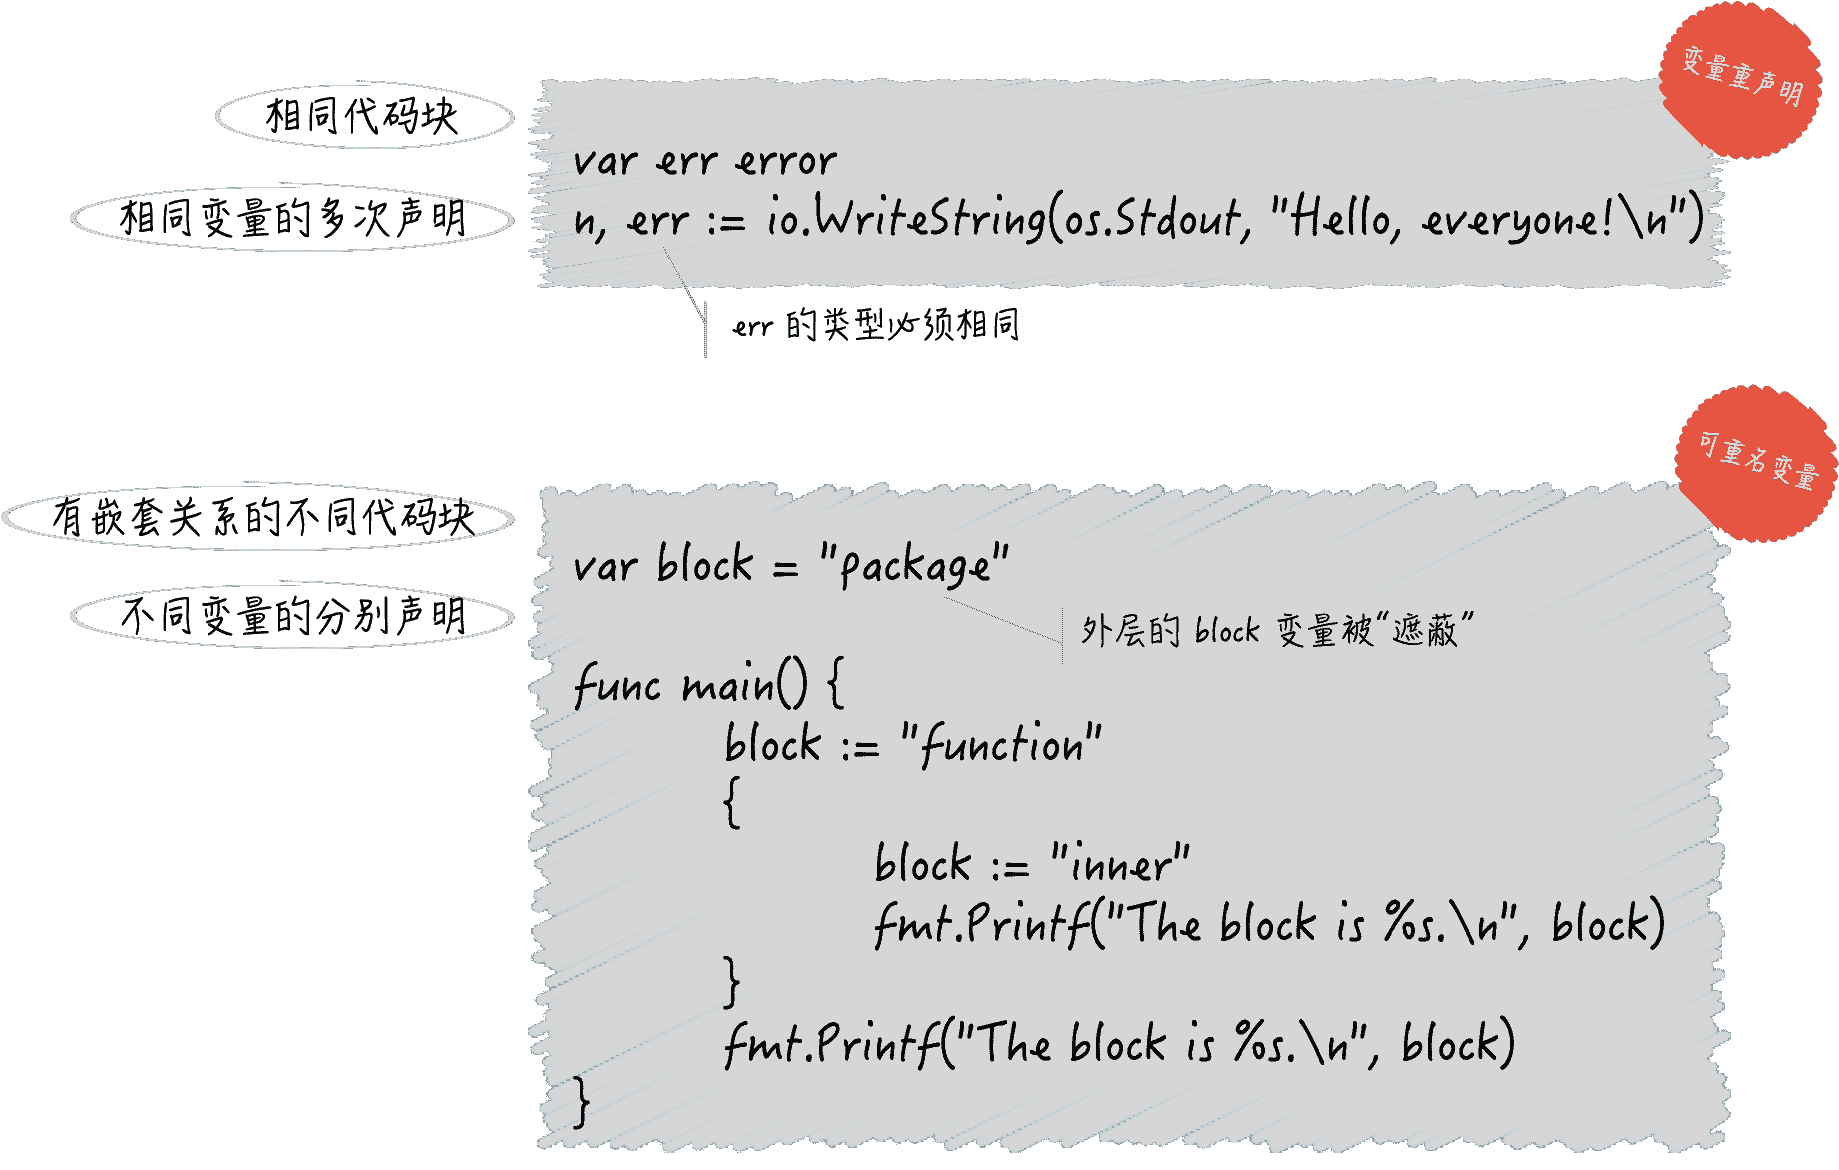 变量重声明
相同代码块
var err error
相同变量的多次声明
n, err := io.WriteString(os.Stdout, "Hello, everyone!\n")
err 的类型必须相同
可重名变量
有嵌套关系的不同代码块
var block = "package"
不同变量的分别声明
外层的 block 变量被“遮蔽”
func main() {
block := "function"
{
block := "inner"
fmt.Printf("The block is %s.\n", block)
}
fmt.Printf("The block is %s.\n", block)
}